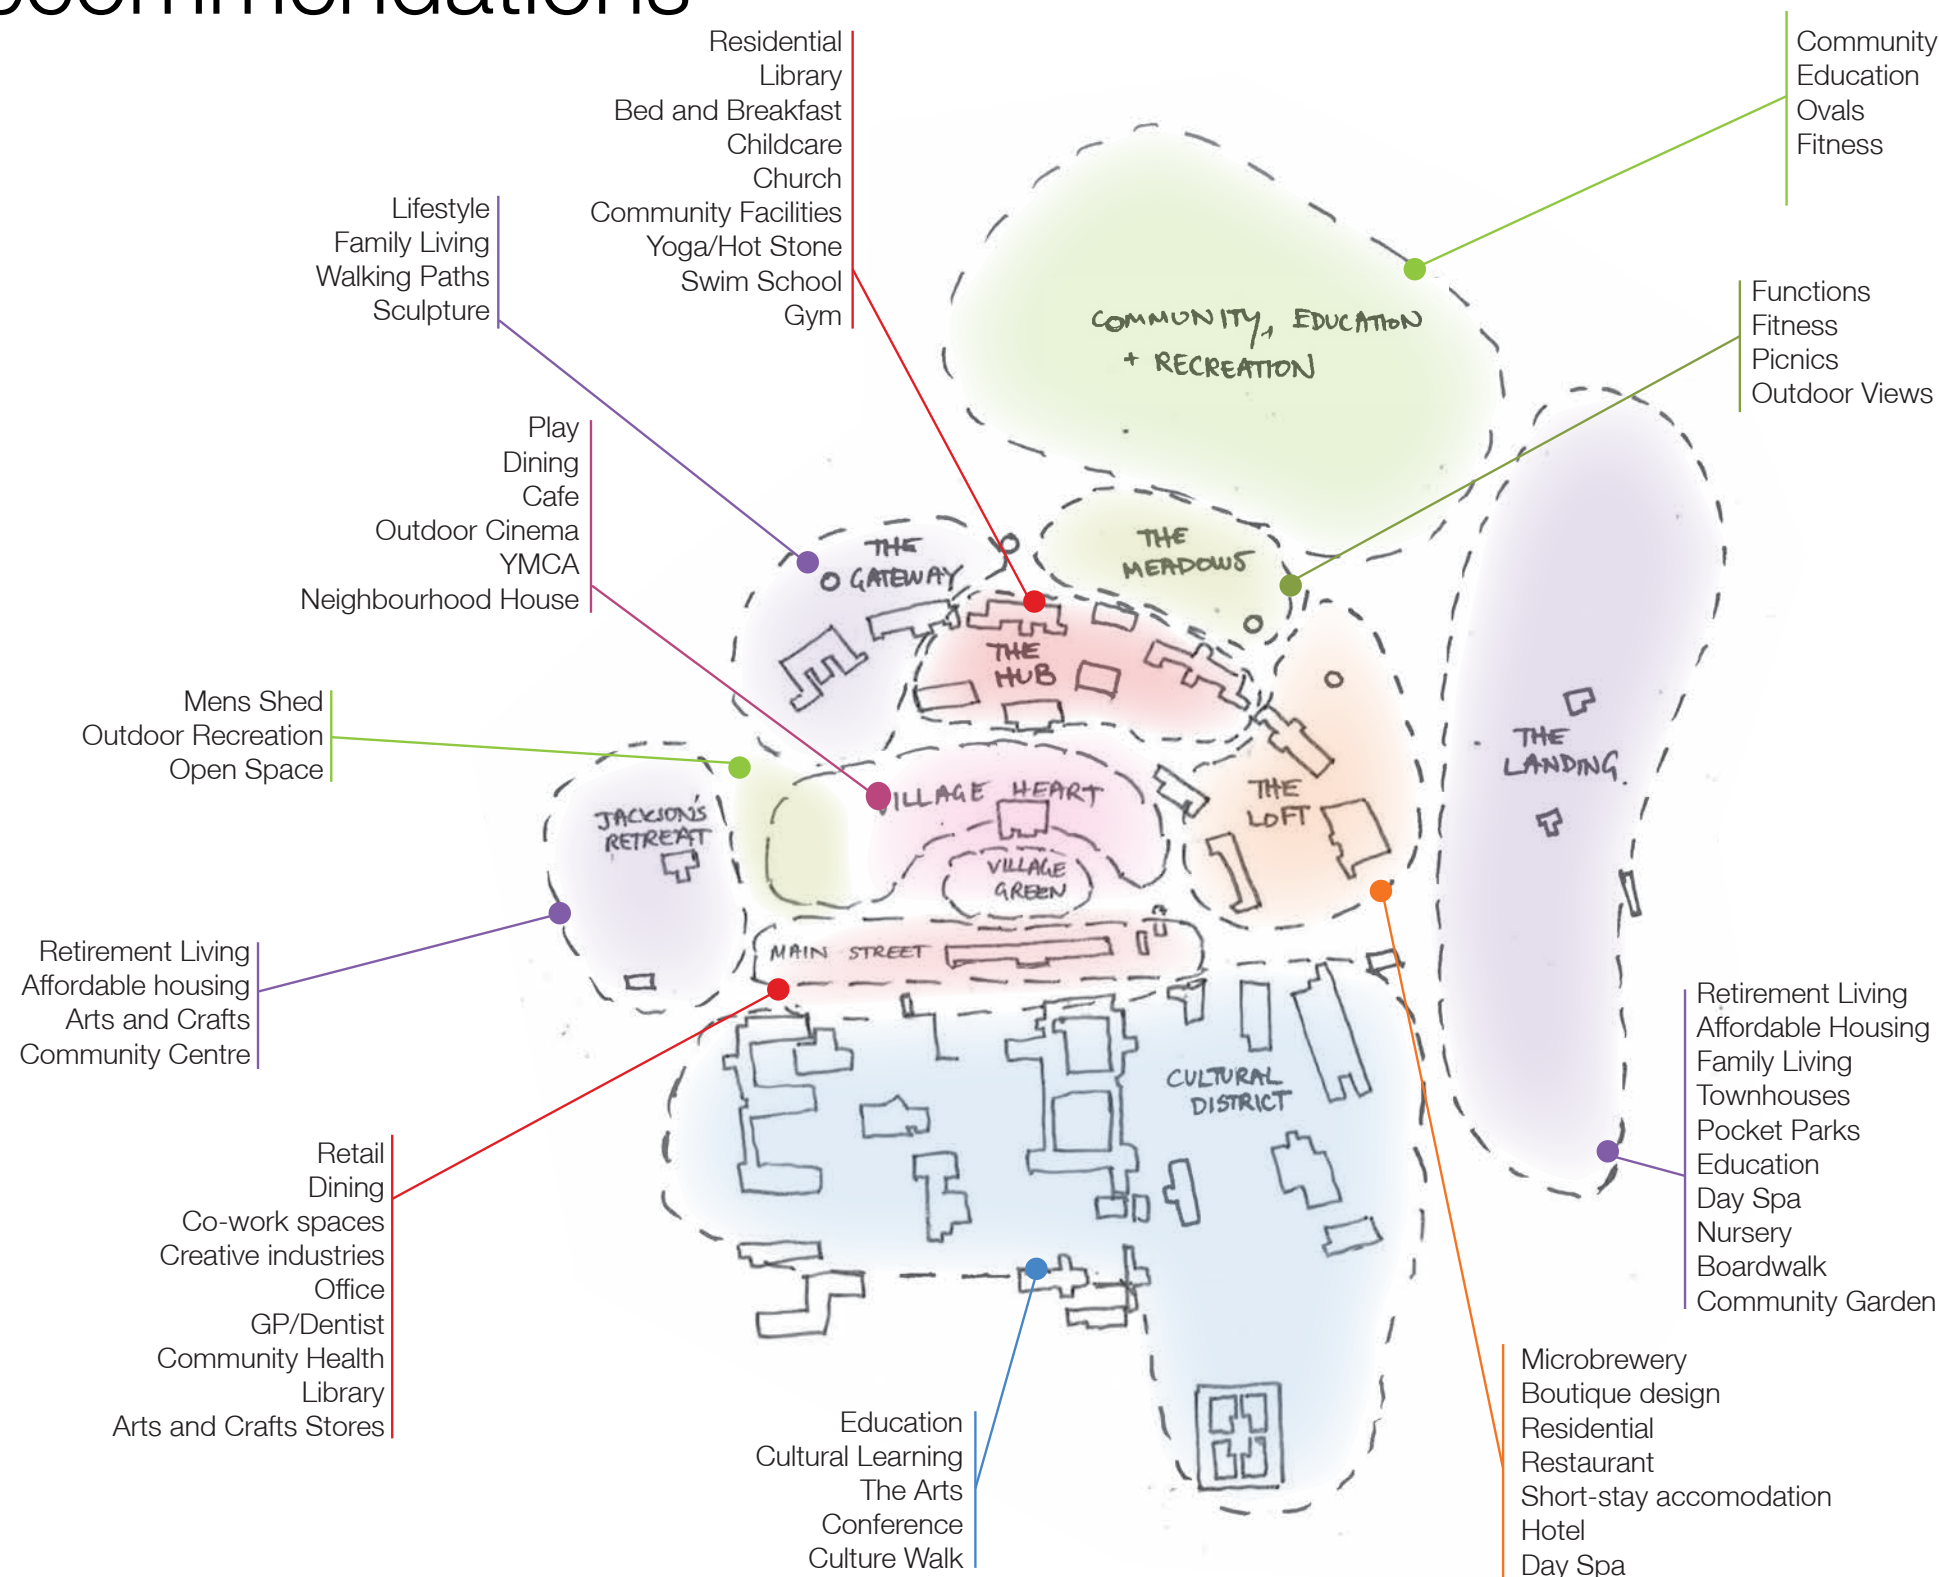 Residential
Library
Bed and Breakfast
Childcare
Church
Community Facilities
Yoga/Hot Stone
Swim School
Gym
Community
Education
Ovals
Fitness
Lifestyle
Family Living
Walking Paths
Sculpture
Functions
Fitness
Picnics
Outdoor Views
Play
Dining
Cafe
Outdoor Cinema
YMCA
Neighbourhood House
Mens Shed
Outdoor Recreation
Open Space
COMMUNITY, EDUCATION
+ RECREATION
THE
MEADOWS
THE
GATEWAY
THE
HUB
THE
LANDING.
JACKSON'S
RETREAT
VILLAGE HEART
THE
LOFT
VILLAGE
GREEN
MAIN STREET
CULTURAL
DISTRICT
Retirement Living
Affordable housing
Arts and Crafts
Community Centre
Retail
Dining
Co-work spaces
Creative industries
Office
GP/Dentist
Community Health
Library
Arts and Crafts Stores
Education
Cultural Learning
The Arts
Conference
Culture Walk
Retirement Living
Affordable Housing
Family Living
Townhouses
Pocket Parks
Education
Day Spa
Nursery
Boardwalk
Community Garden
Microbrewery
Boutique design
Residential
Restaurant
Short-stay accomodation
Hotel
Day Spa